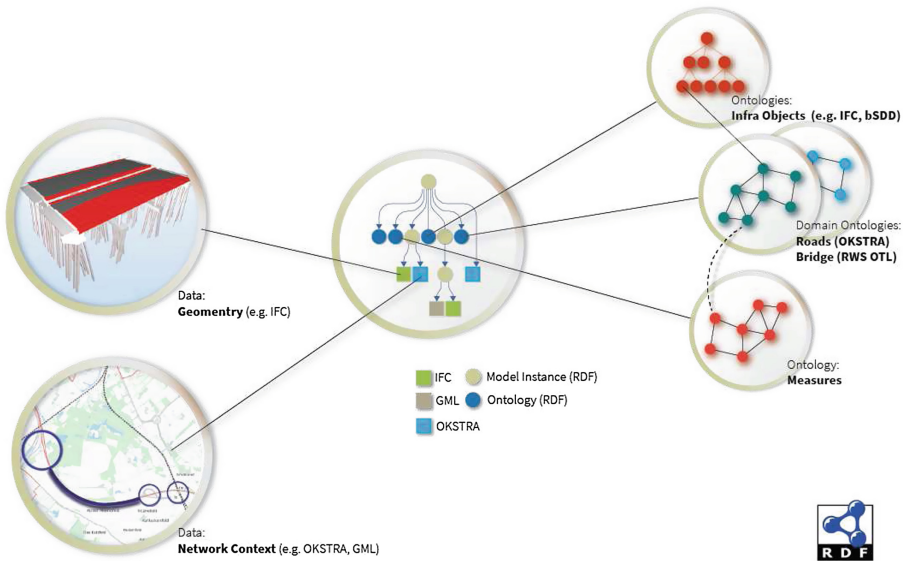 Ontologies:
Infra Objects (e.g. IFC, bSDD)
Domain Ontologies:
Roads (OKSTRA)
Bridge (RWS OTL)
Data:
Geomentry (e.g. IFC)
Ontology:
Measures
IFC
Model Instance (RDF)
GML
Ontology (RDF)
OKSTRA
Data:
Network Context (e.g. OKSTRA, GML)
RDF